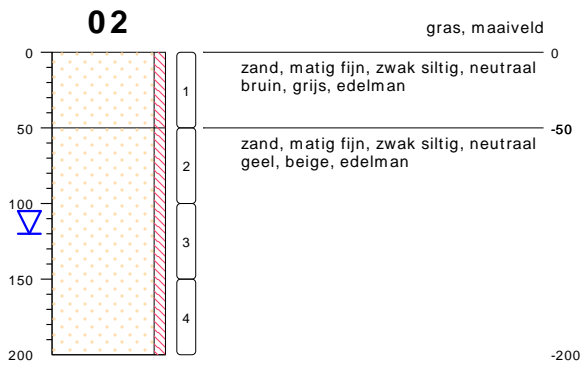 02
gras, maaiveld
0
0
zand, matig fijn, zwak siltig, neutraal
bruin, grijs, edelman
1
50
-50
zand, matig fijn, zwak siltig, neutraal
geel, beige, edelman
2
100
3
150
4
200
-200